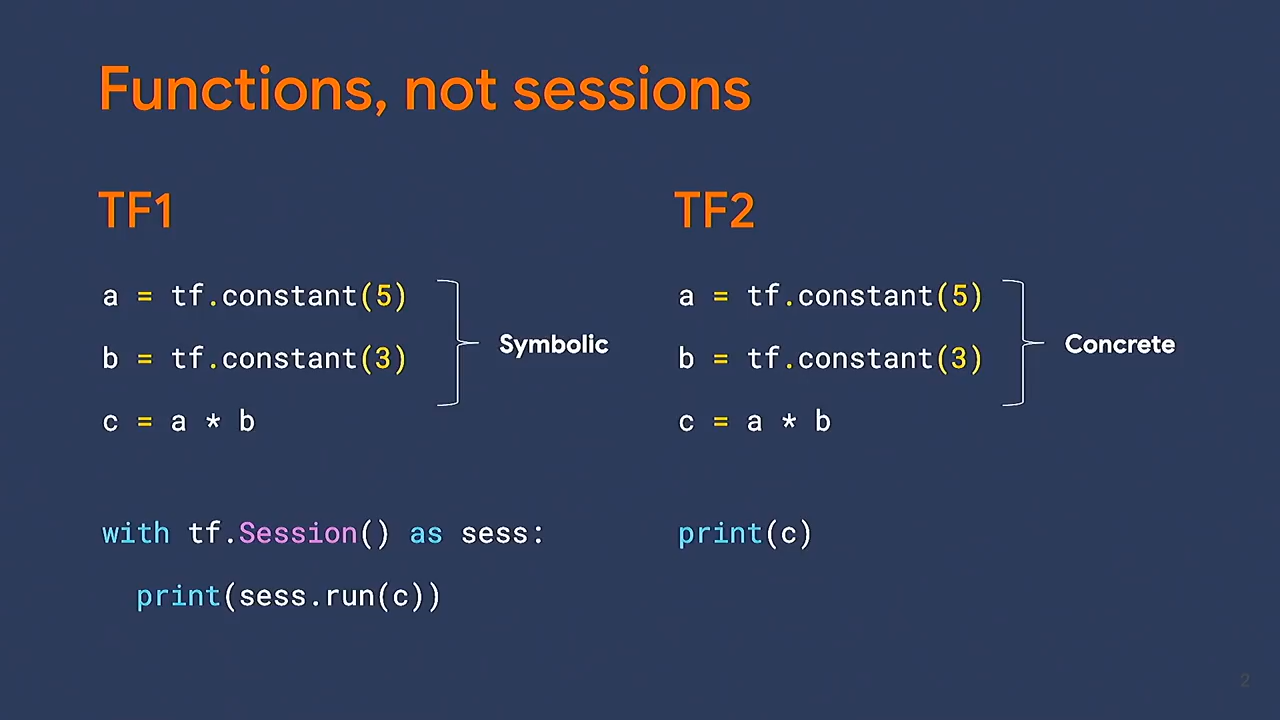 Functions, not sessions
TF1
a = tf.constant(5)
b = tf.constant(3)
c = a * b
Symbolic
with tf.Session() as sess:
  print(sess.run(c))
TF2
a = tf.constant(5)
b = tf.constant(3)
c = a * b
Concrete
print(c)
2